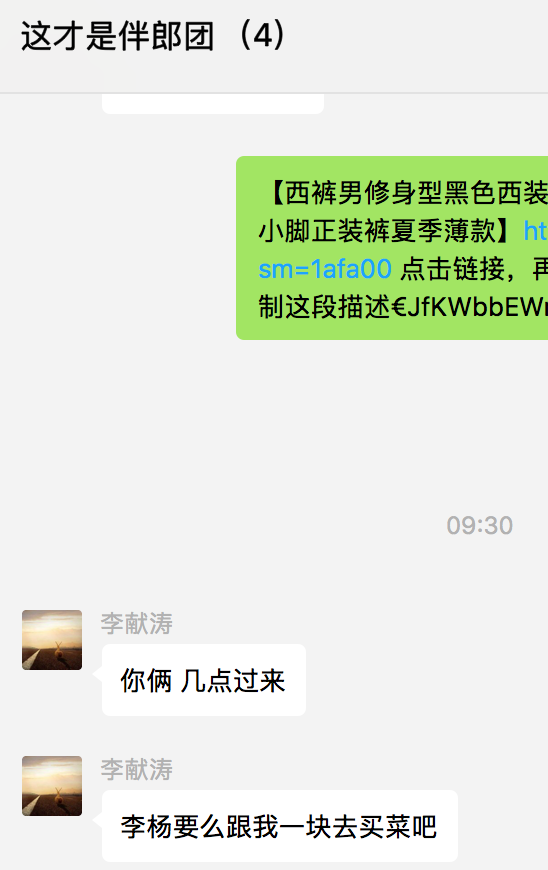 这才是伴郎团（4）
【西裤男修身型黑色西装
小脚正装裤夏季薄款】ht
sm=1afa00 点击链接，再
制这段描述€JfKWbbEW
09:30
李献涛
你俩 几点过来
李献涛
李杨要么跟我一块去买菜吧